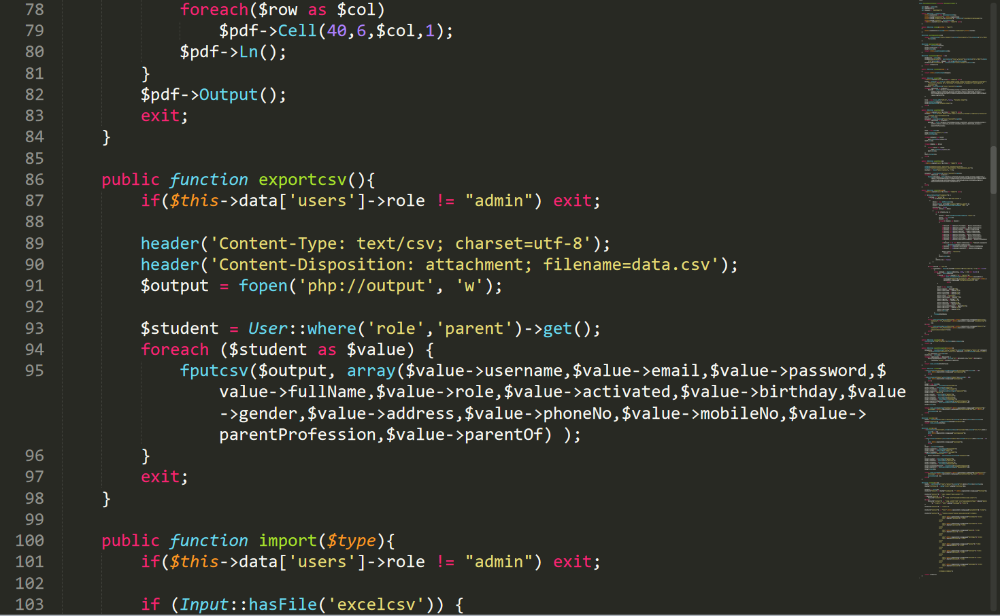 78 foreach($row as $col)
79 $pdf->Cell(40,6,$col,1);
80 $pdf->Ln();
81 }
82 $pdf->Output();
83 exit;
84 }
85
86 public function exportcsv(){
87 if($this->data['users']->role != "admin") exit;
88
89 header('Content-Type: text/csv; charset=utf-8');
90 header('Content-Disposition: attachment; filename=data.csv');
91 $output = fopen('php://output', 'w');
92
93 $student = User::where('role','parent')->get();
94 foreach ($student as $value) {
95 fputcsv($output, array($value->username,$value->email,$value->password,$
value->fullName,$value->role,$value->activated,$value->birthday,$value
->gender,$value->address,$value->phoneNo,$value->mobileNo,$value->
parentProfession,$value->parentOf) );
96 }
97 exit;
98 }
99
100 public function import($type){
101 if($this->data['users']->role != "admin") exit;
102
103 if (Input::hasFile('excelcsv')) {